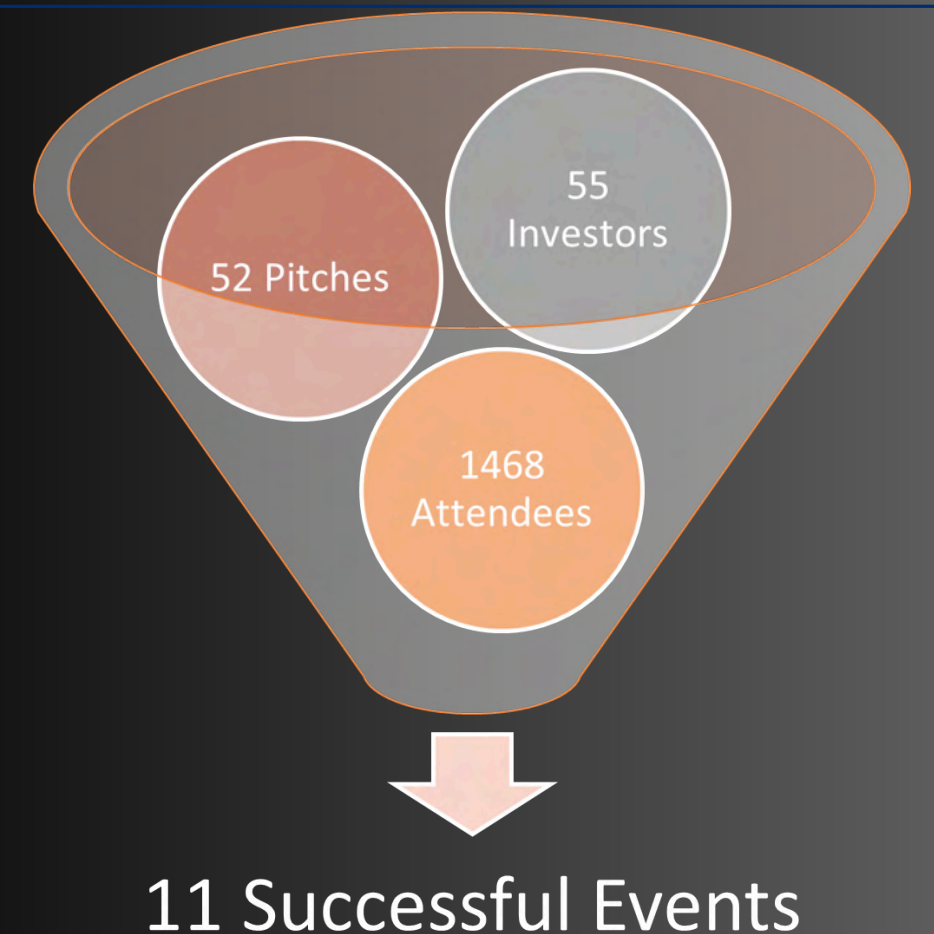 55
Investors
52 Pitches
1468
Attendees
11 Successful Events